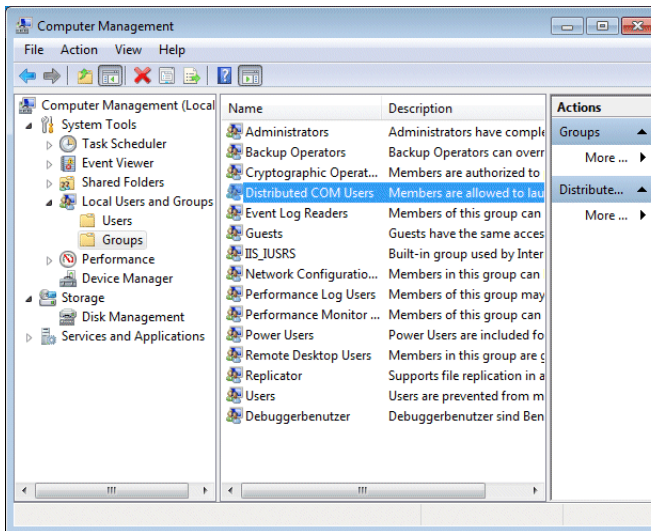 Computer Management
File Action View Help
Computer Management (Local
System Tools
Task Scheduler
Event Viewer
Shared Folders
Local Users and Groups
Users
Groups
Performance
Device Manager
Storage
Disk Management
Services and Applications
Name Description
Administrators Administrators have comple
Backup Operators Backup Operators can overr
Cryptographic Operat... Members are authorized to
Distributed COM Users Members are allowed to lau
Event Log Readers Members of this group can
Guests Guests have the same acces
IIS_IUSRS Built-in group used by Inter
Network Configuratio... Members in this group can
Performance Log Users Members of this group may
Performance Monitor ... Members of this group can
Power Users Power Users are included fo
Remote Desktop Users Members in this group are g
Replicator Supports file replication in a
Users Users are prevented from m
Debuggerbenutzer Debuggerbenutzer sind Ben
Actions
Groups
More ...
Distribute...
More ...